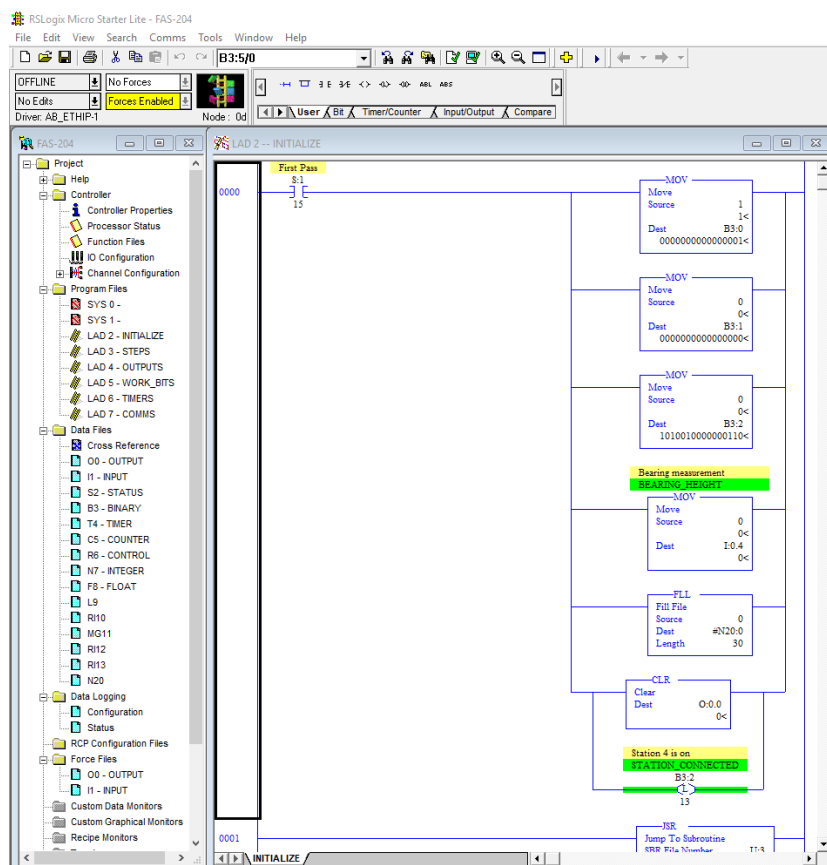 RSLogix Micro Starter Lite - FAS-204
File Edit View Search Comms Tools Window Help
B3:5/0
OFFLINE No Forces
No Edits Forces Enabled
Driver: AB_ETHIP-1 Node : 0d
ABL ABS
User Bit Timer/Counter Input/Output Compare
FAS-204
Project
Help
Controller
Controller Properties
Processor Status
Function Files
IO Configuration
Channel Configuration
Program Files
SYS 0 -
SYS 1 -
LAD 2 - INITIALIZE
LAD 3 - STEPS
LAD 4 - OUTPUTS
LAD 5 - WORK_BITS
LAD 6 - TIMERS
LAD 7 - COMMS
Data Files
Cross Reference
O0 - OUTPUT
I1 - INPUT
S2 - STATUS
B3 - BINARY
T4 - TIMER
C5 - COUNTER
R6 - CONTROL
N7 - INTEGER
F8 - FLOAT
L9
RI10
MG11
RI12
RI13
N20
Data Logging
Configuration
Status
RCP Configuration Files
Force Files
O0 - OUTPUT
I1 - INPUT
Custom Data Monitors
Custom Graphical Monitors
Recipe Monitors
LAD 2 -- INITIALIZE
0000
First Pass
S:1
15
MOV
Move
Source 1
1<
Dest B3:0
0000000000000001<
MOV
Move
Source 0
0<
Dest B3:1
0000000000000000<
MOV
Move
Source 0
0<
Dest B3:2
1010010000000110<
Bearing measurement
BEARING_HEIGHT
MOV
Move
Source 0
0<
Dest I:0.4
0<
FLL
Fill File
Source 0
Dest #N20:0
Length 30
CLR
Clear
Dest O:0.0
0<
Station 4 is on
STATION_CONNECTED
B3:2
L
13
0001
JSR
Jump To Subroutine
SBR File Number U:3
INITIALIZE